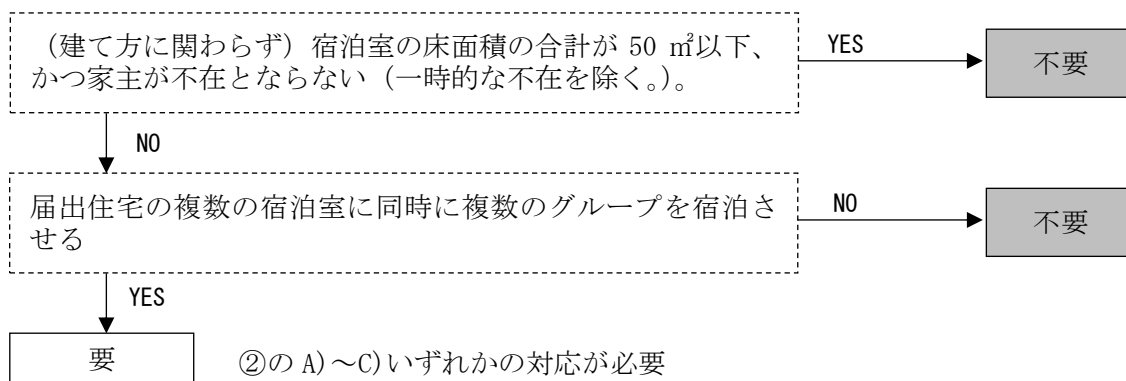 （建て方に関わらず）宿泊室の床面積の合計が 50 ㎡以下、
かつ家主が不在とならない（一時的な不在を除く。）。
YES
不要
NO
届出住宅の複数の宿泊室に同時に複数のグループを宿泊さ
せる
NO
不要
YES
要
②の A)～C)いずれかの対応が必要